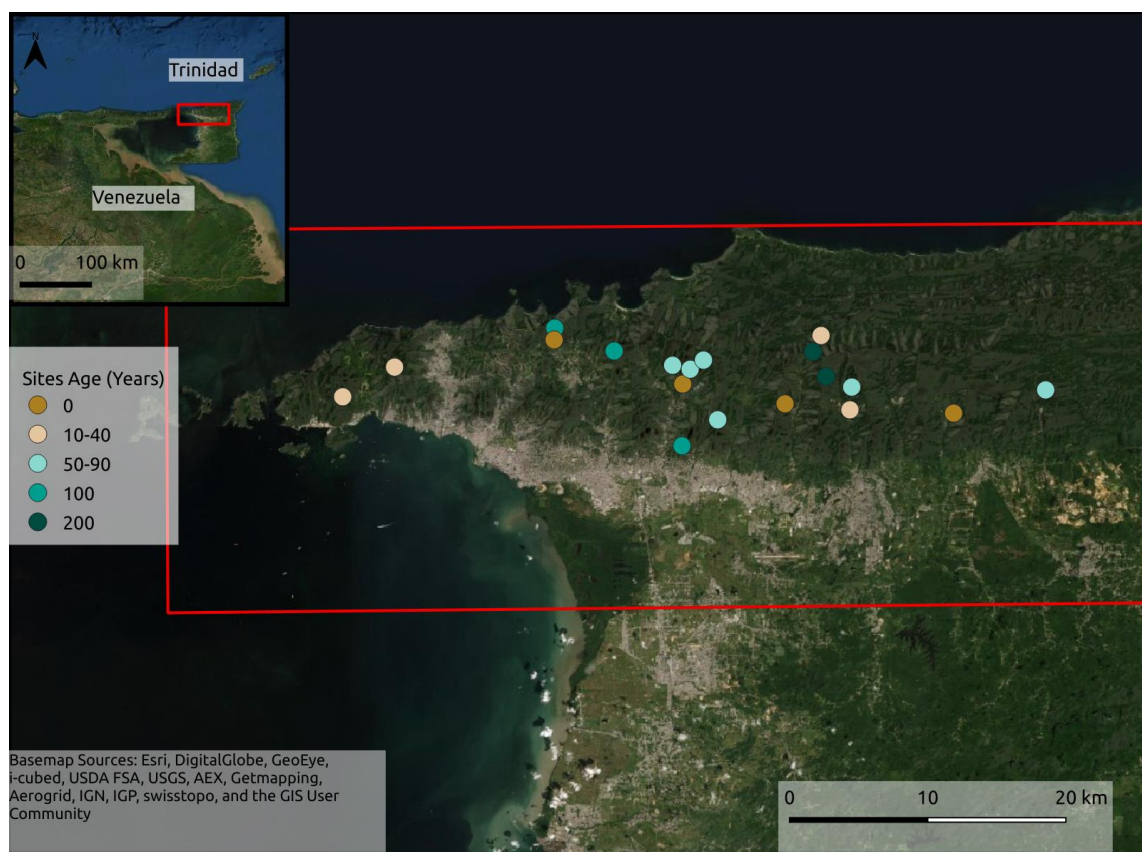 N
Trinidad
Venezuela
0 100 km
Sites Age (Years)
0
10-40
50-90
100
200
Basemap Sources: Esri, DigitalGlobe, GeoEye,
i-cubed, USDA FSA, USGS, AEX, Getmapping,
Aerogrid, IGN, IGP, swisstopo, and the GIS User
Community
0 10 20 km